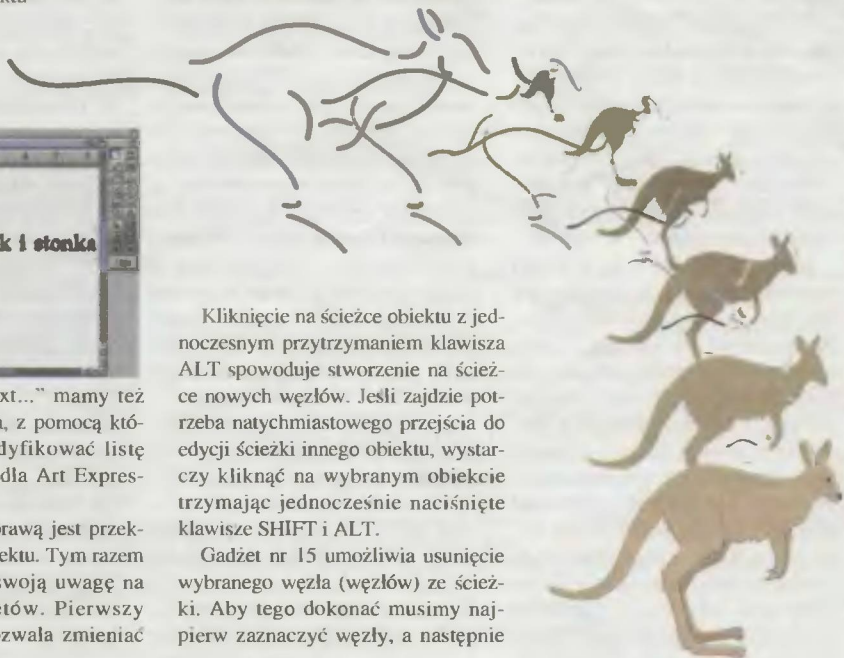 k i stonka
xt..." mamy też
, z pomocą któ-
dyfikować listę
dla Art Expres-
prawą jest przek-
ektu. Tym razem
swoją uwagę na
etów. Pierwszy
zwala zmieniać
Kliknięcie na ścieżce obiektu z jed-
noczesnym przytrzymaniem klawisza
ALT spowoduje stworzenie na ścież-
ce nowych węzłów. Jeśli zajdzie pot-
rzeba natychmiastowego przejścia do
edycji ścieżki innego obiektu, wystar-
czy kliknąć na wybranym obiekcie
trzymając jednocześnie naciśnięte
klawisze SHIFT i ALT.
Gadżet nr 15 umożliwia usunięcie
wybranego węzła (węzłów) ze ścież-
ki. Aby tego dokonać musimy naj-
pierw zaznaczyć węzły, a następnie